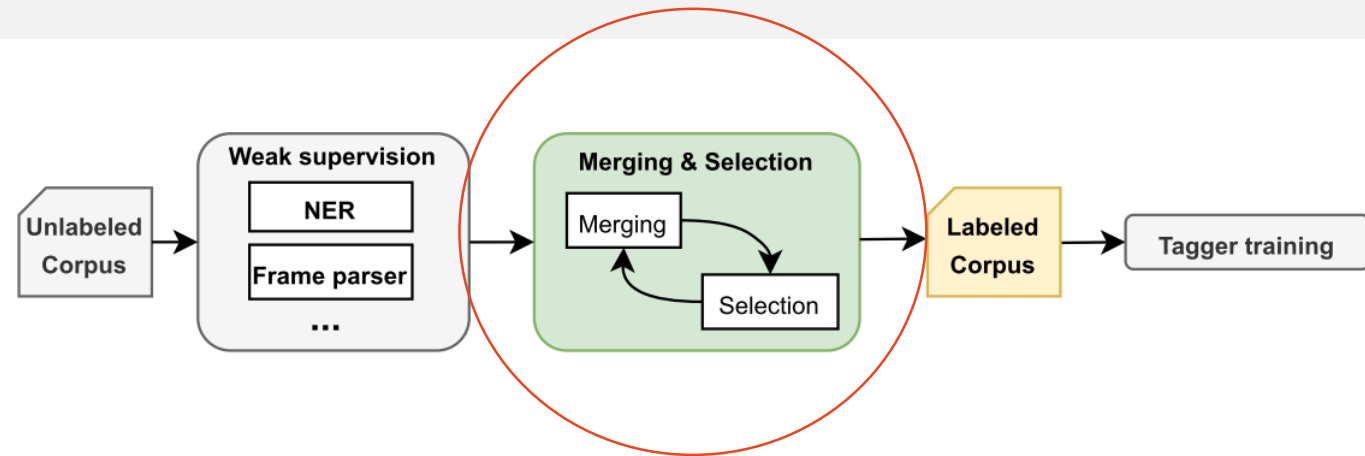 Unlabeled
Corpus
Weak supervision
NER
Frame parser
...
Merging & Selection
Merging
Selection
Labeled
Corpus
Tagger training